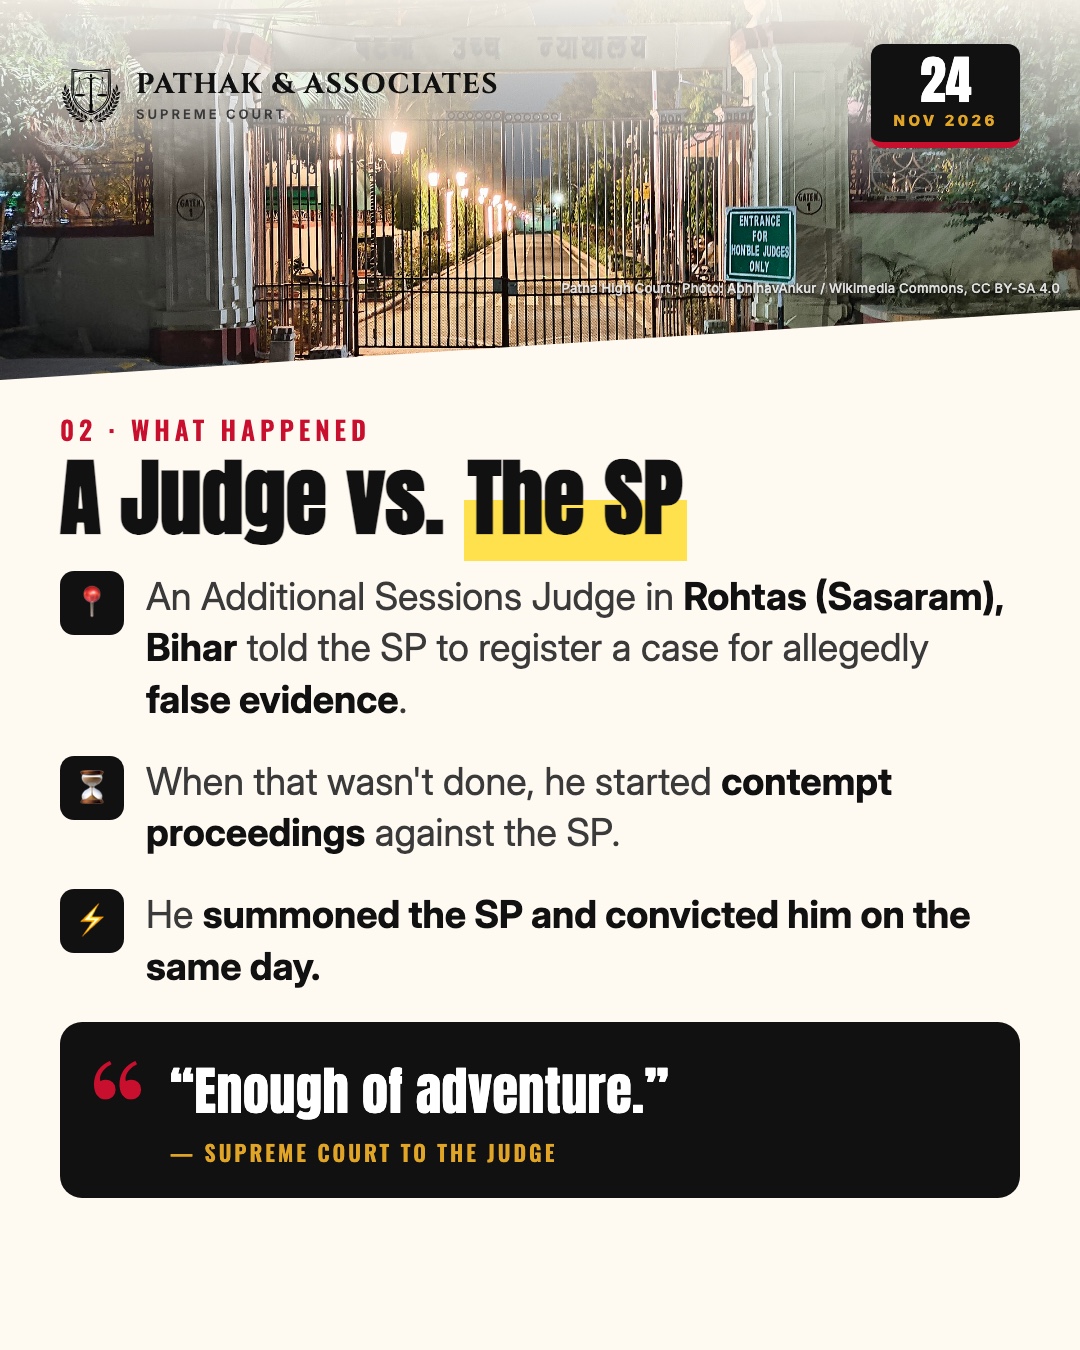 पटना उच्च न्यायालय
PATHAK & ASSOCIATES
SUPREME COURT
24
NOV 2026
GATE N.
1
GATE N.
1
ENTRANCE
FOR
HON'BLE JUDGES
ONLY
Patna High Court · Photo: AbhinavAnkur / Wikimedia Commons, CC BY-SA 4.0
02 · WHAT HAPPENED
A Judge vs. The SP
An Additional Sessions Judge in Rohtas (Sasaram),
Bihar told the SP to register a case for allegedly
false evidence.
When that wasn't done, he started contempt
proceedings against the SP.
He summoned the SP and convicted him on the
same day.
“Enough of adventure.”
— SUPREME COURT TO THE JUDGE